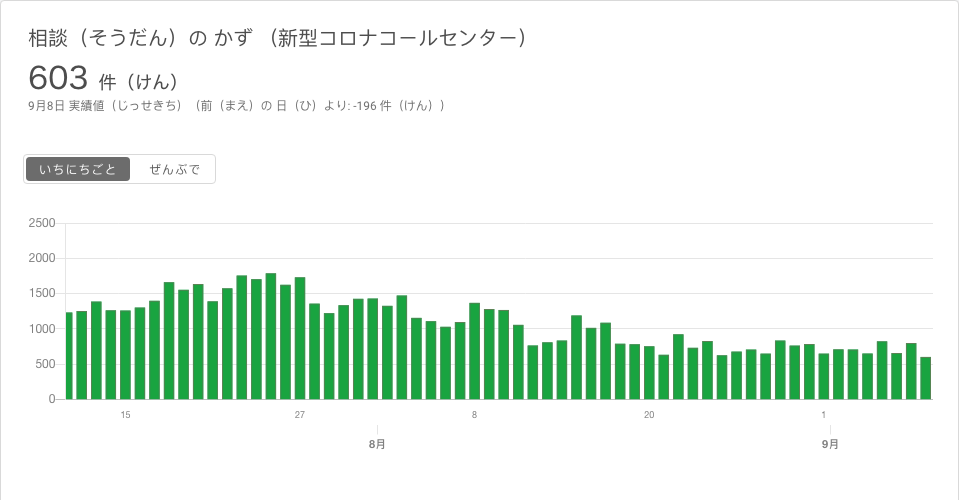 相談（そうだん）の かず （新型コロナコールセンター）
603 件（けん）
9月8日 実績値（じっせきち）（前（まえ）の 日（ひ）より: -196 件（けん））
いちにちごと ぜんぶで
2500
2000
1500
1000
500
0
15 27 8 20 1
8月 9月